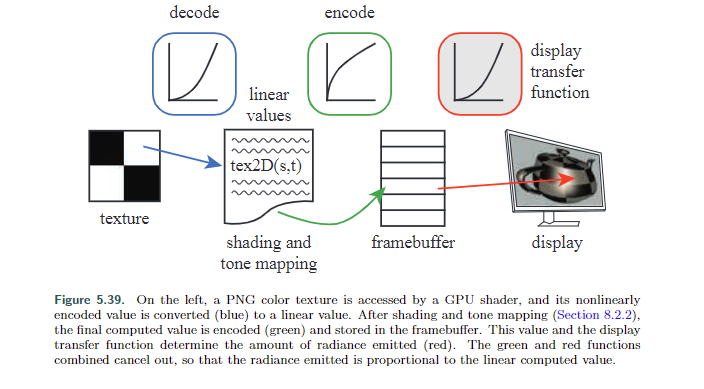 decode
encode
display
transfer
function
linear
values
tex2D(s,t)
texture
shading and
tone mapping
framebuffer
display
Figure 5.39. On the left, a PNG color texture is accessed by a GPU shader, and its nonlinearly
encoded value is converted (blue) to a linear value. After shading and tone mapping (Section 8.2.2),
the final computed value is encoded (green) and stored in the framebuffer. This value and the display
transfer function determine the amount of radiance emitted (red). The green and red functions
combined cancel out, so that the radiance emitted is proportional to the linear computed value.